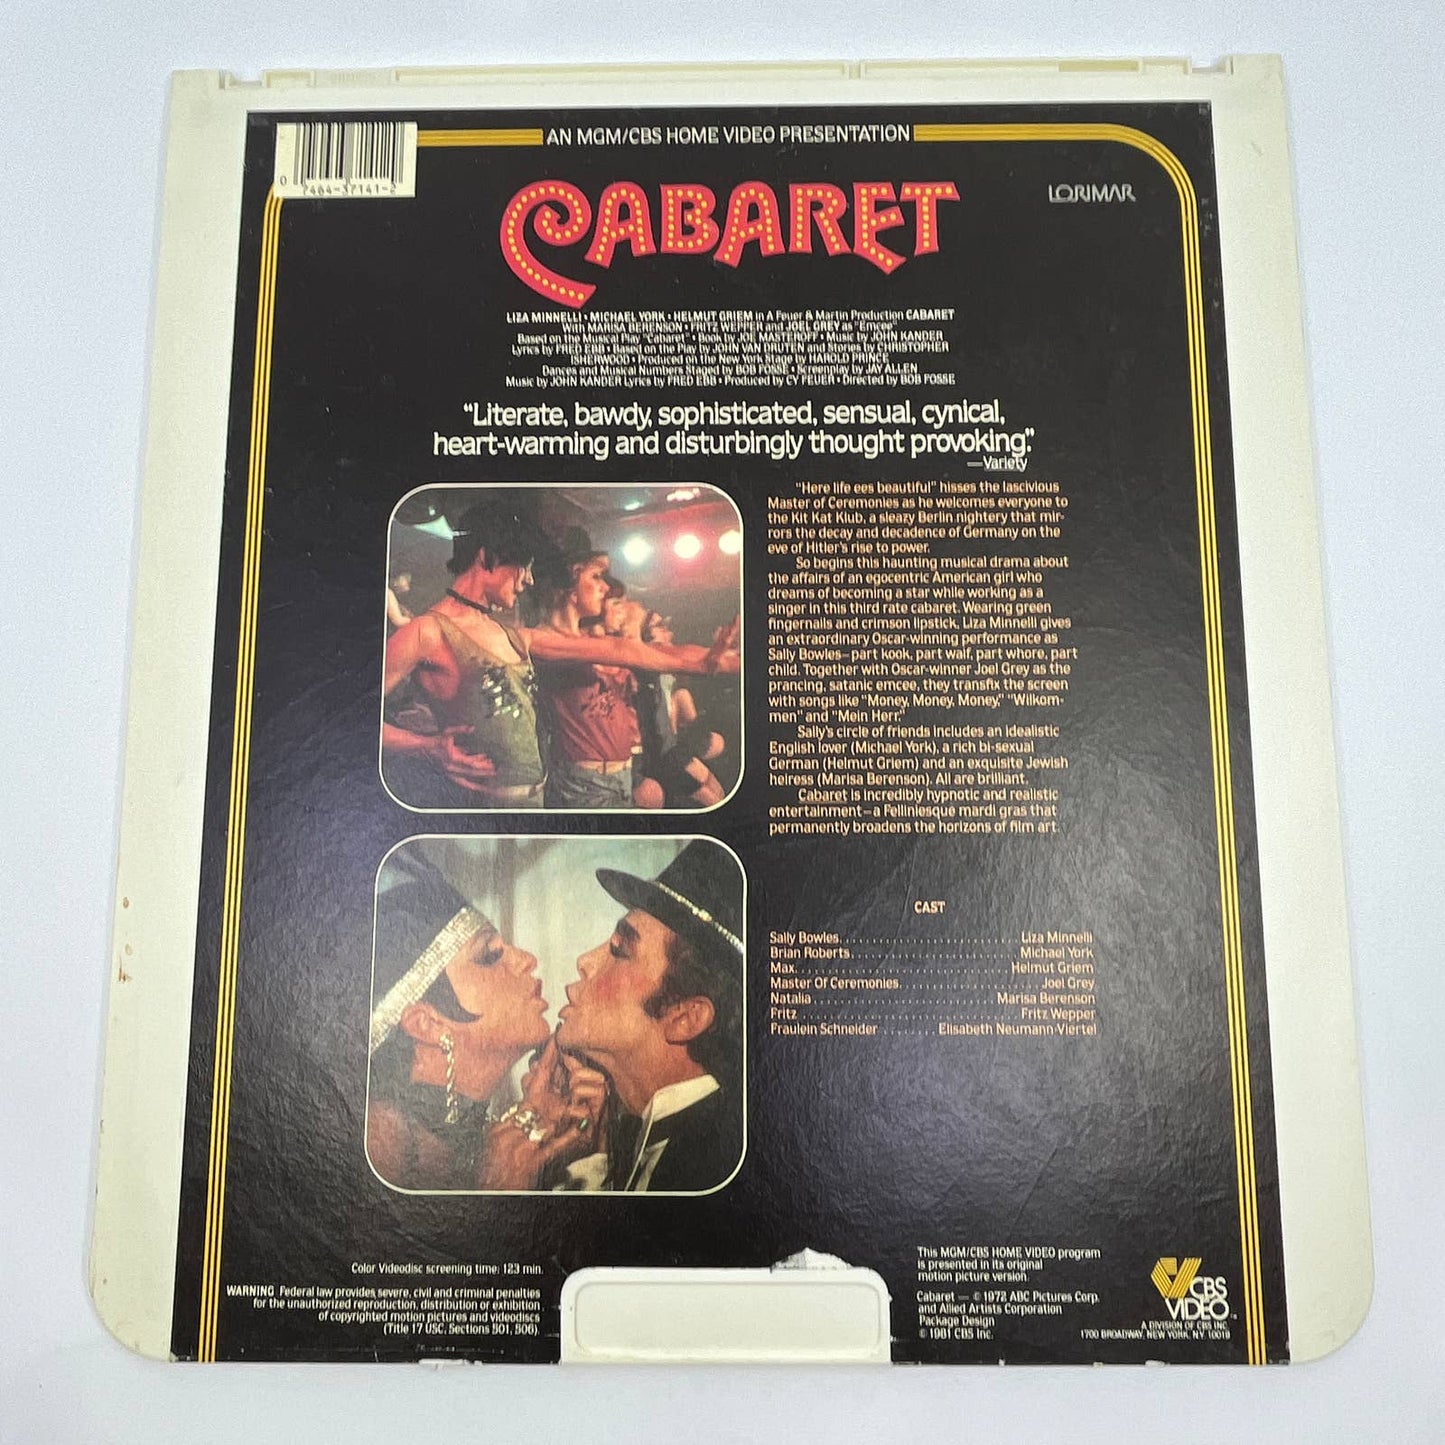 AN MGM/CBS HOME VIDEO PRESENTATION
0 7464-37141-2
CABARET
LORIMAR
LIZA MINNELLI • MICHAEL YORK • HELMUT GRIEM in A Feuer & Martin Production CABARET
With MARISA BERENSON • FRITZ WEPPER and JOEL GREY as "Emcee"
Based on the Musical Play "Cabaret" • Book by JOE MASTEROFF • Music by JOHN KANDER
Lyrics by FRED EBB • Based on the Play by JOHN VAN DRUTEN and Stories by CHRISTOPHER
ISHERWOOD • Produced on the New York Stage by HAROLD PRINCE
Dances and Musical Numbers Staged by BOB FOSSE • Screenplay by JAY ALLEN
Music by JOHN KANDER Lyrics by FRED EBB • Produced by CY FEUER • Directed by BOB FOSSE
"Literate, bawdy, sophisticated, sensual, cynical,
heart-warming and disturbingly thought provoking."
—Variety
"Here life ees beautiful" hisses the lascivious
Master of Ceremonies as he welcomes everyone to
the Kit Kat Klub, a sleazy Berlin nightery that mir-
rors the decay and decadence of Germany on the
eve of Hitler's rise to power.
So begins this haunting musical drama about
the affairs of an egocentric American girl who
dreams of becoming a star while working as a
singer in this third rate cabaret. Wearing green
fingernails and crimson lipstick, Liza Minnelli gives
an extraordinary Oscar-winning performance as
Sally Bowles—part kook, part waif, part whore, part
child. Together with Oscar-winner Joel Grey as the
prancing, satanic emcee, they transfix the screen
with songs like "Money, Money, Money," "Wilkom-
men" and "Mein Herr."
Sally's circle of friends includes an idealistic
English lover (Michael York), a rich bi-sexual
German (Helmut Griem) and an exquisite Jewish
heiress (Marisa Berenson). All are brilliant.
Cabaret is incredibly hypnotic and realistic
entertainment—a Felliniesque mardi gras that
permanently broadens the horizons of film art.
CAST
Sally Bowles Liza Minnelli
Brian Roberts Michael York
Max Helmut Griem
Master Of Ceremonies Joel Grey
Natalia Marisa Berenson
Fritz Fritz Wepper
Fraulein Schneider Elisabeth Neumann-Viertel
Color Videodisc screening time: 123 min.
WARNING Federal law provides severe, civil and criminal penalties
for the unauthorized reproduction, distribution or exhibition
of copyrighted motion pictures and videodiscs
(Title 17 USC. Sections 501, 506).
This MGM/CBS HOME VIDEO program
is presented in its original
motion picture version.
Cabaret — © 1972 ABC Pictures Corp.
and Allied Artists Corporation
Package Design
© 1981 CBS Inc.
CBS
VIDEO™
A DIVISION OF CBS INC.
1700 BROADWAY, NEW YORK, N.Y. 10019